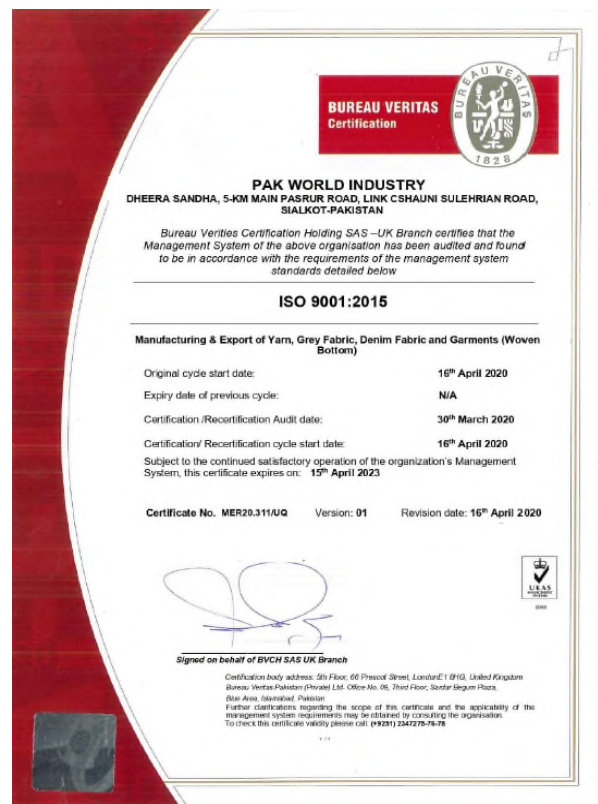 BUREAU VERITAS
Certification
BUREAU VERITAS
1828
PAK WORLD INDUSTRY
DHEERA SANDHA, 5-KM MAIN PASRUR ROAD, LINK CSHAUNI SULEHRIAN ROAD,
SIALKOT-PAKISTAN
Bureau Verities Certification Holding SAS –UK Branch certifies that the
Management System of the above organisation has been audited and found
to be in accordance with the requirements of the management system
standards detailed below
ISO 9001:2015
Manufacturing & Export of Yarn, Grey Fabric, Denim Fabric and Garments (Woven
Bottom)
Original cycle start date: 16th April 2020
Expiry date of previous cycle: N/A
Certification /Recertification Audit date: 30th March 2020
Certification/ Recertification cycle start date: 16th April 2020
Subject to the continued satisfactory operation of the organization's Management
System, this certificate expires on: 15th April 2023
Certificate No. MER20.311/UQ Version: 01 Revision date: 16th April 2020
UKAS
MANAGEMENT
SYSTEMS
Signed on behalf of BVCH SAS UK Branch
Certification body address: 5th Floor, 66 Prescot Street, LondonE1 8HG, United Kingdom
Bureau Veritas Pakistan (Private) Ltd- Office No. 09, Third Floor, Sardar Begum Plaza,
Blue Area, Islamabad, Pakistan
Further clarifications regarding the scope of this certificate and the applicability of the
management system requirements may be obtained by consulting the organisation.
To check this certificate validity please call: (+9251) 2347275-76-78